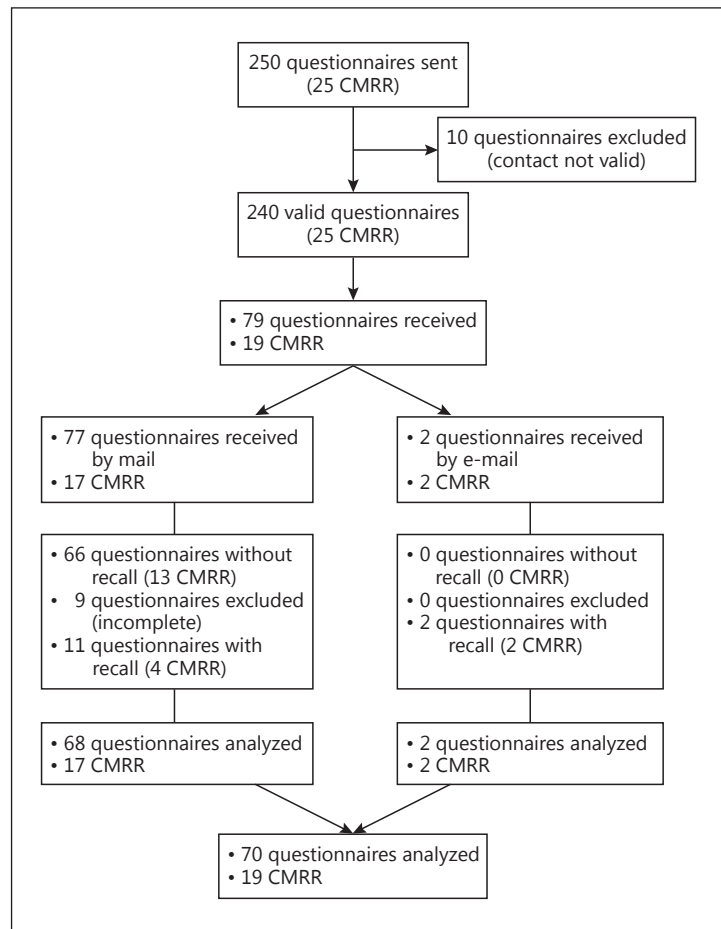 250 questionnaires sent
(25 CMRR)
10 questionnaires excluded
(contact not valid)
240 valid questionnaires
(25 CMRR)
• 79 questionnaires received
• 19 CMRR
• 77 questionnaires received
by mail
• 17 CMRR
• 2 questionnaires received
by e-mail
• 2 CMRR
• 66 questionnaires without
recall (13 CMRR)
• 9 questionnaires excluded
(incomplete)
• 11 questionnaires with
recall (4 CMRR)
• 0 questionnaires without
recall (0 CMRR)
• 0 questionnaires excluded
• 2 questionnaires with
recall (2 CMRR)
• 68 questionnaires analyzed
• 17 CMRR
• 2 questionnaires analyzed
• 2 CMRR
• 70 questionnaires analyzed
• 19 CMRR